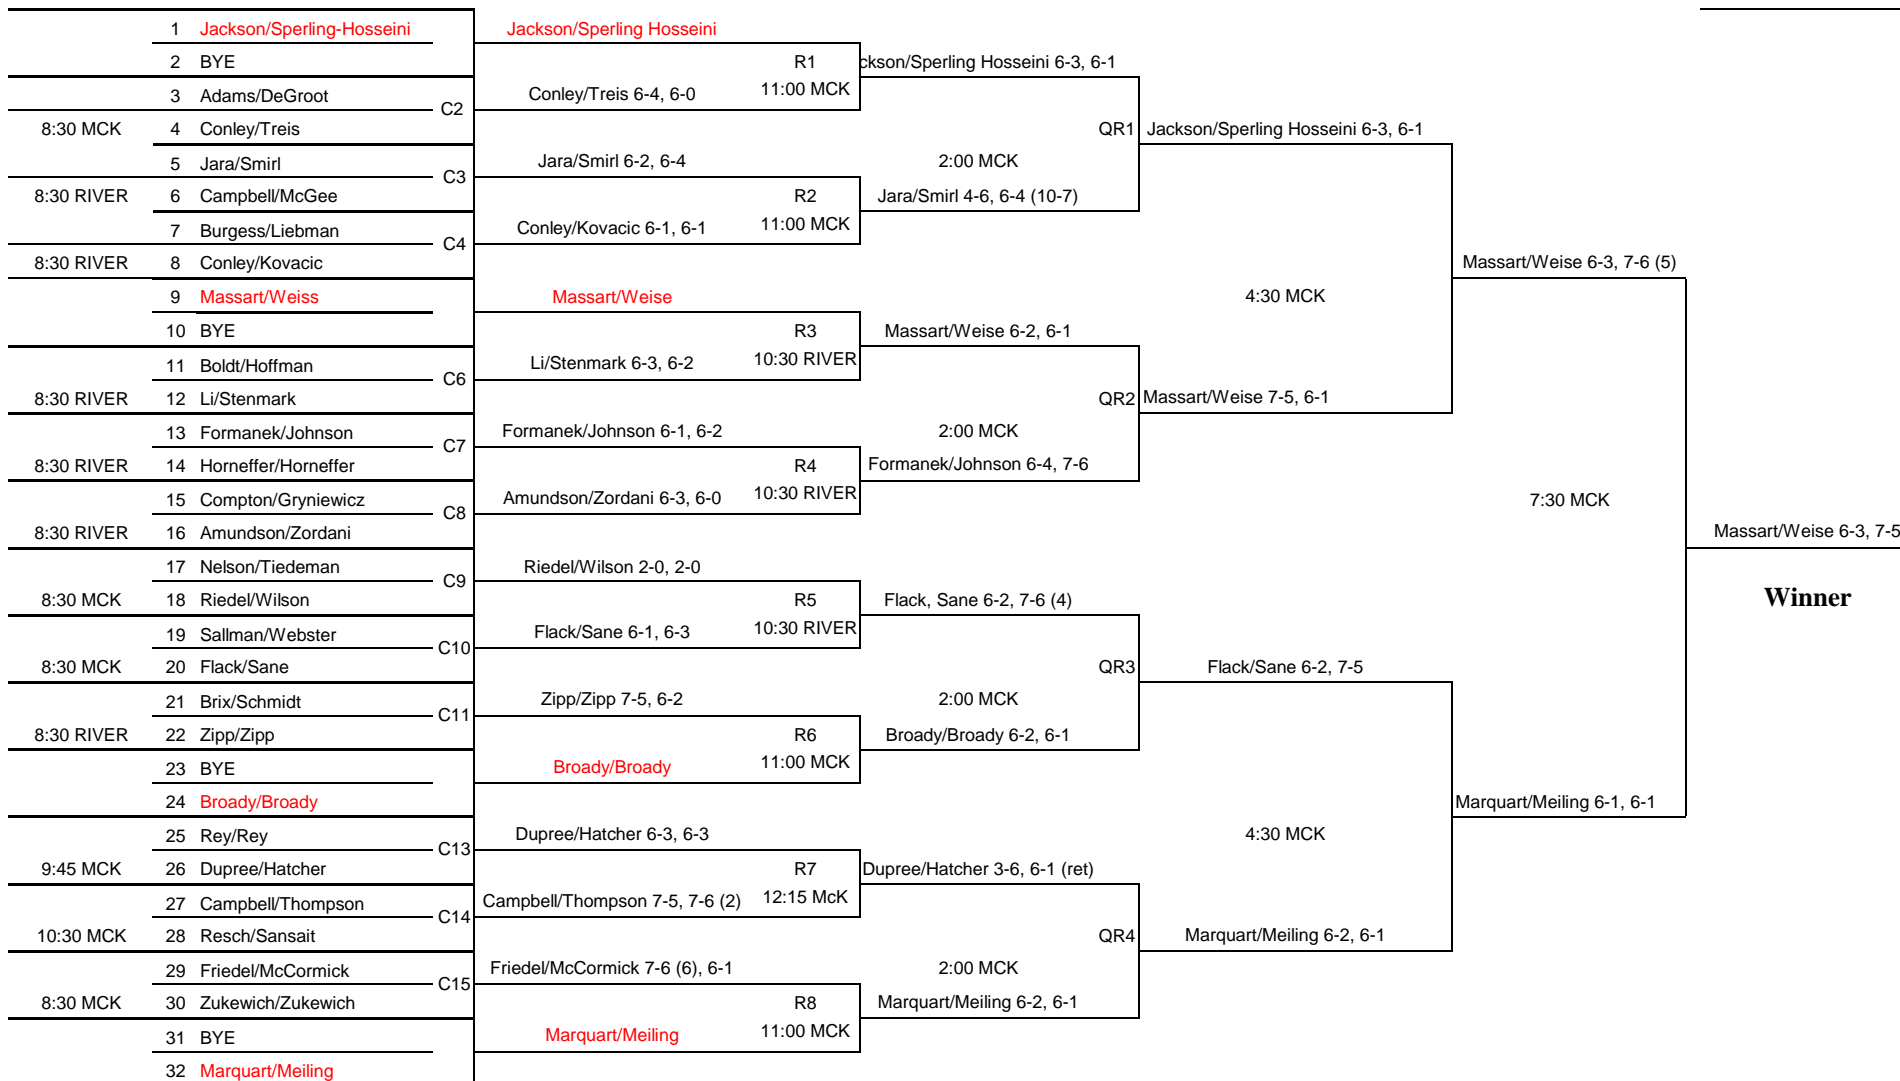 1 Jackson/Sperling-Hosseini
Jackson/Sperling Hosseini
2 BYE
R1
ckson/Sperling Hosseini 6-3, 6-1
3 Adams/DeGroot
C2
Conley/Treis 6-4, 6-0
11:00 MCK
8:30 MCK
4 Conley/Treis
QR1
Jackson/Sperling Hosseini 6-3, 6-1
5 Jara/Smirl
C3
Jara/Smirl 6-2, 6-4
2:00 MCK
8:30 RIVER
6 Campbell/McGee
R2
Jara/Smirl 4-6, 6-4 (10-7)
7 Burgess/Liebman
C4
Conley/Kovacic 6-1, 6-1
11:00 MCK
8:30 RIVER
8 Conley/Kovacic
Massart/Weise 6-3, 7-6 (5)
9 Massart/Weiss
Massart/Weise
4:30 MCK
10 BYE
R3
Massart/Weise 6-2, 6-1
11 Boldt/Hoffman
C6
Li/Stenmark 6-3, 6-2
10:30 RIVER
8:30 RIVER
12 Li/Stenmark
QR2
Massart/Weise 7-5, 6-1
13 Formanek/Johnson
C7
Formanek/Johnson 6-1, 6-2
2:00 MCK
8:30 RIVER
14 Horneffer/Horneffer
R4
Formanek/Johnson 6-4, 7-6
15 Compton/Gryniewicz
C8
Amundson/Zordani 6-3, 6-0
10:30 RIVER
7:30 MCK
8:30 RIVER
16 Amundson/Zordani
Massart/Weise 6-3, 7-5
17 Nelson/Tiedeman
C9
Riedel/Wilson 2-0, 2-0
8:30 MCK
18 Riedel/Wilson
R5
Flack, Sane 6-2, 7-6 (4)
Winner
19 Sallman/Webster
C10
Flack/Sane 6-1, 6-3
10:30 RIVER
8:30 MCK
20 Flack/Sane
QR3
Flack/Sane 6-2, 7-5
21 Brix/Schmidt
C11
Zipp/Zipp 7-5, 6-2
2:00 MCK
8:30 RIVER
22 Zipp/Zipp
R6
Broady/Broady 6-2, 6-1
23 BYE
Broady/Broady
11:00 MCK
24 Broady/Broady
Marquart/Meiling 6-1, 6-1
25 Rey/Rey
C13
Dupree/Hatcher 6-3, 6-3
4:30 MCK
9:45 MCK
26 Dupree/Hatcher
R7
Dupree/Hatcher 3-6, 6-1 (ret)
27 Campbell/Thompson
C14
Campbell/Thompson 7-5, 7-6 (2)
12:15 McK
10:30 MCK
28 Resch/Sansait
QR4
Marquart/Meiling 6-2, 6-1
29 Friedel/McCormick
C15
Friedel/McCormick 7-6 (6), 6-1
2:00 MCK
8:30 MCK
30 Zukewich/Zukewich
R8
Marquart/Meiling 6-2, 6-1
31 BYE
Marquart/Meiling
11:00 MCK
32 Marquart/Meiling